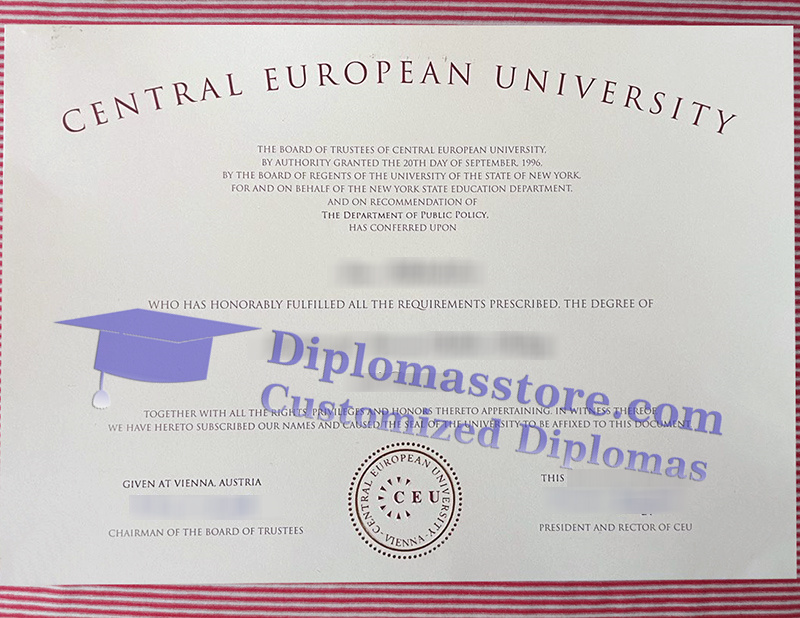 CENTRAL EUROPEAN UNIVERSITY
THE BOARD OF TRUSTEES OF CENTRAL EUROPEAN UNIVERSITY,
BY AUTHORITY GRANTED THE 20TH DAY OF SEPTEMBER, 1996,
BY THE BOARD OF REGENTS OF THE UNIVERSITY OF THE STATE OF NEW YORK,
FOR AND ON BEHALF OF THE NEW YORK STATE EDUCATION DEPARTMENT,
AND ON RECOMMENDATION OF
THE DEPARTMENT OF PUBLIC POLICY,
HAS CONFERRED UPON
WHO HAS HONORABLY FULFILLED ALL THE REQUIREMENTS PRESCRIBED, THE DEGREE OF
Diplomasstore.com
Customized Diplomas
TOGETHER WITH ALL THE RIGHTS, PRIVILEGES AND HONORS THERETO APPERTAINING. IN WITNESS THEREOF
WE HAVE HERETO SUBSCRIBED OUR NAMES AND CAUSED THE SEAL OF THE UNIVERSITY TO BE AFFIXED TO THIS DOCUMENT
GIVEN AT VIENNA, AUSTRIA
THIS
CENTRAL EUROPEAN UNIVERSITY
CEU
·VIENNA·
CHAIRMAN OF THE BOARD OF TRUSTEES
PRESIDENT AND RECTOR OF CEU